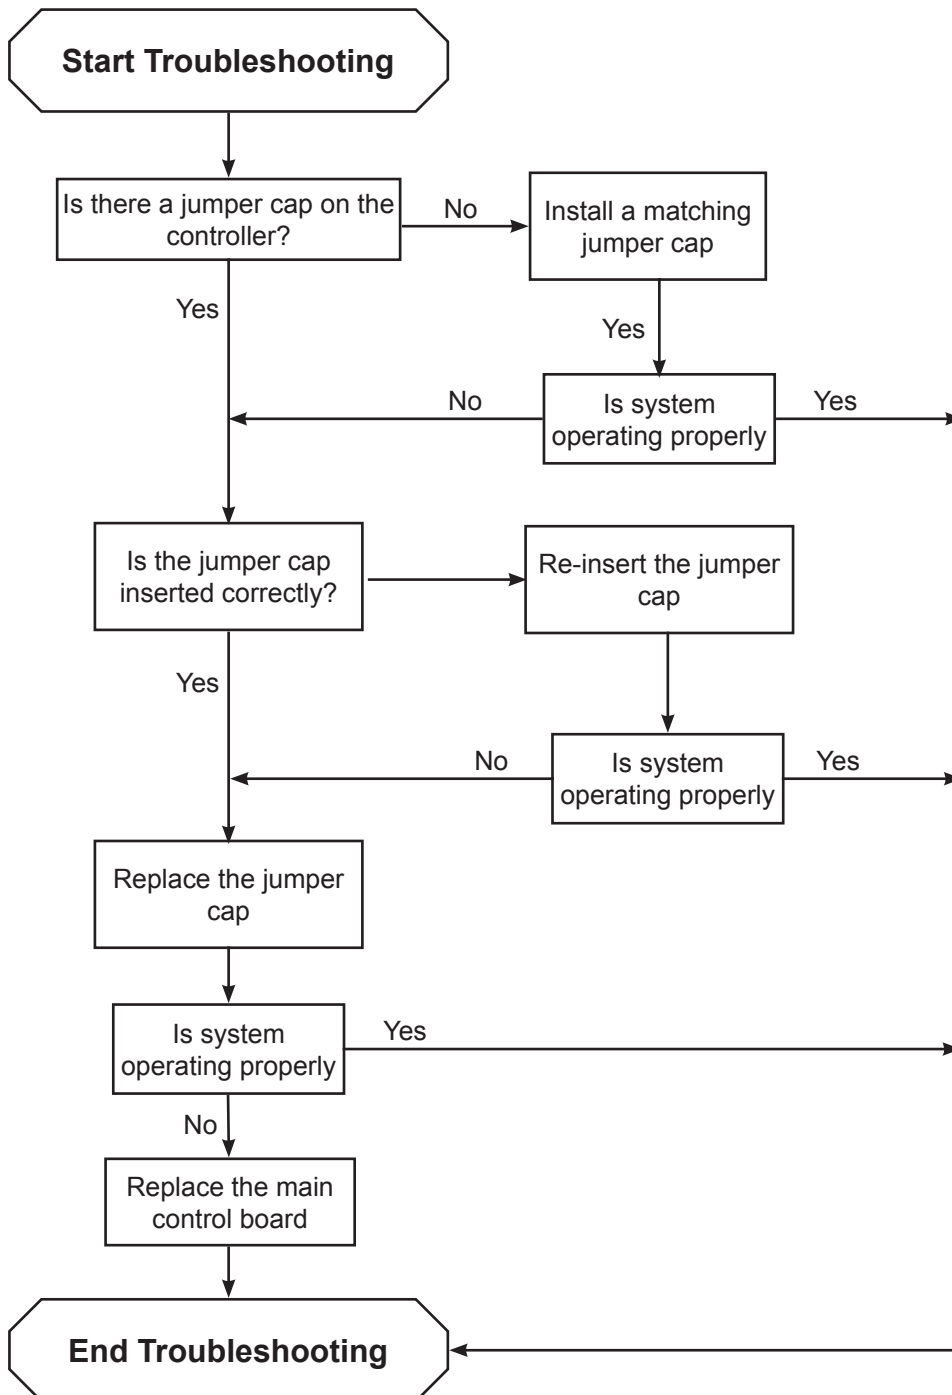 Start Troubleshooting
Is there a jumper cap on the
controller?
No
Install a matching
jumper cap
Yes
Yes
No
Is system
operating properly
Yes
Is the jumper cap
inserted correctly?
Re-insert the jumper
cap
Yes
No
Is system
operating properly
Yes
Replace the jumper
cap
Is system
operating properly
Yes
No
Replace the main
control board
End Troubleshooting